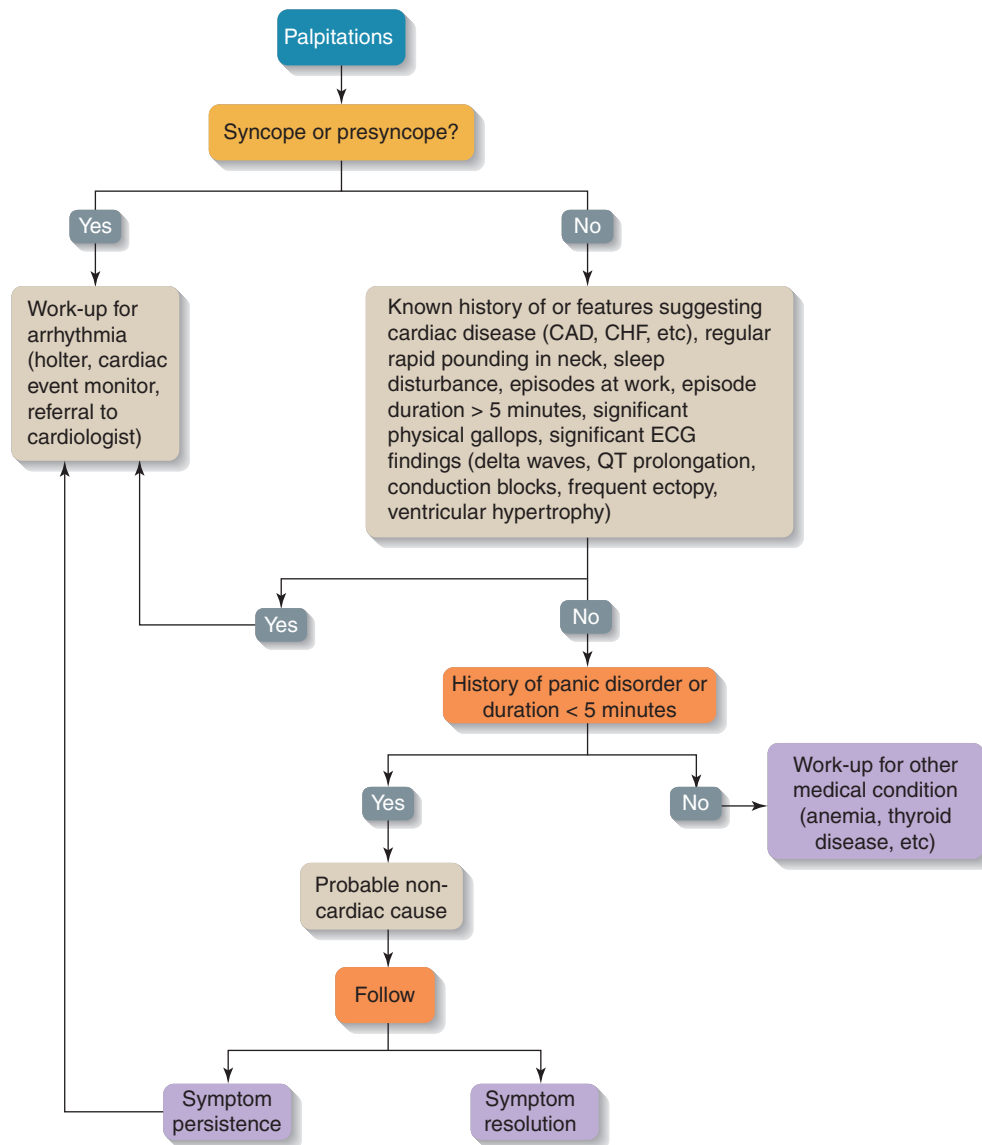 Palpitations
Syncope or presyncope?
Yes
No
Work-up for
arrhythmia
(holter, cardiac
event monitor,
referral to
cardiologist)
Known history of or features suggesting
cardiac disease (CAD, CHF, etc), regular
rapid pounding in neck, sleep
disturbance, episodes at work, episode
duration > 5 minutes, significant
physical gallops, significant ECG
findings (delta waves, QT prolongation,
conduction blocks, frequent ectopy,
ventricular hypertrophy)
Yes
No
History of panic disorder or
duration < 5 minutes
Yes
No
Work-up for other
medical condition
(anemia, thyroid
disease, etc)
Probable non-
cardiac cause
Follow
Symptom
persistence
Symptom
resolution